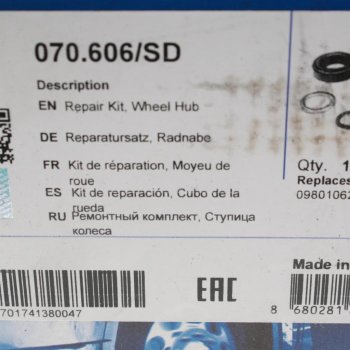 070.606/SD
Description
EN Repair Kit, Wheel Hub
DE Reparatursatz, Radnabe
FR Kit de réparation, Moyeu de
roue
ES Kit de reparación, Cubo de la
rueda
RU Ремонтный комплект, Ступица
колеса
Qty. 1
Replaces
09801062
Made in
EAC
701741380047
8 680281